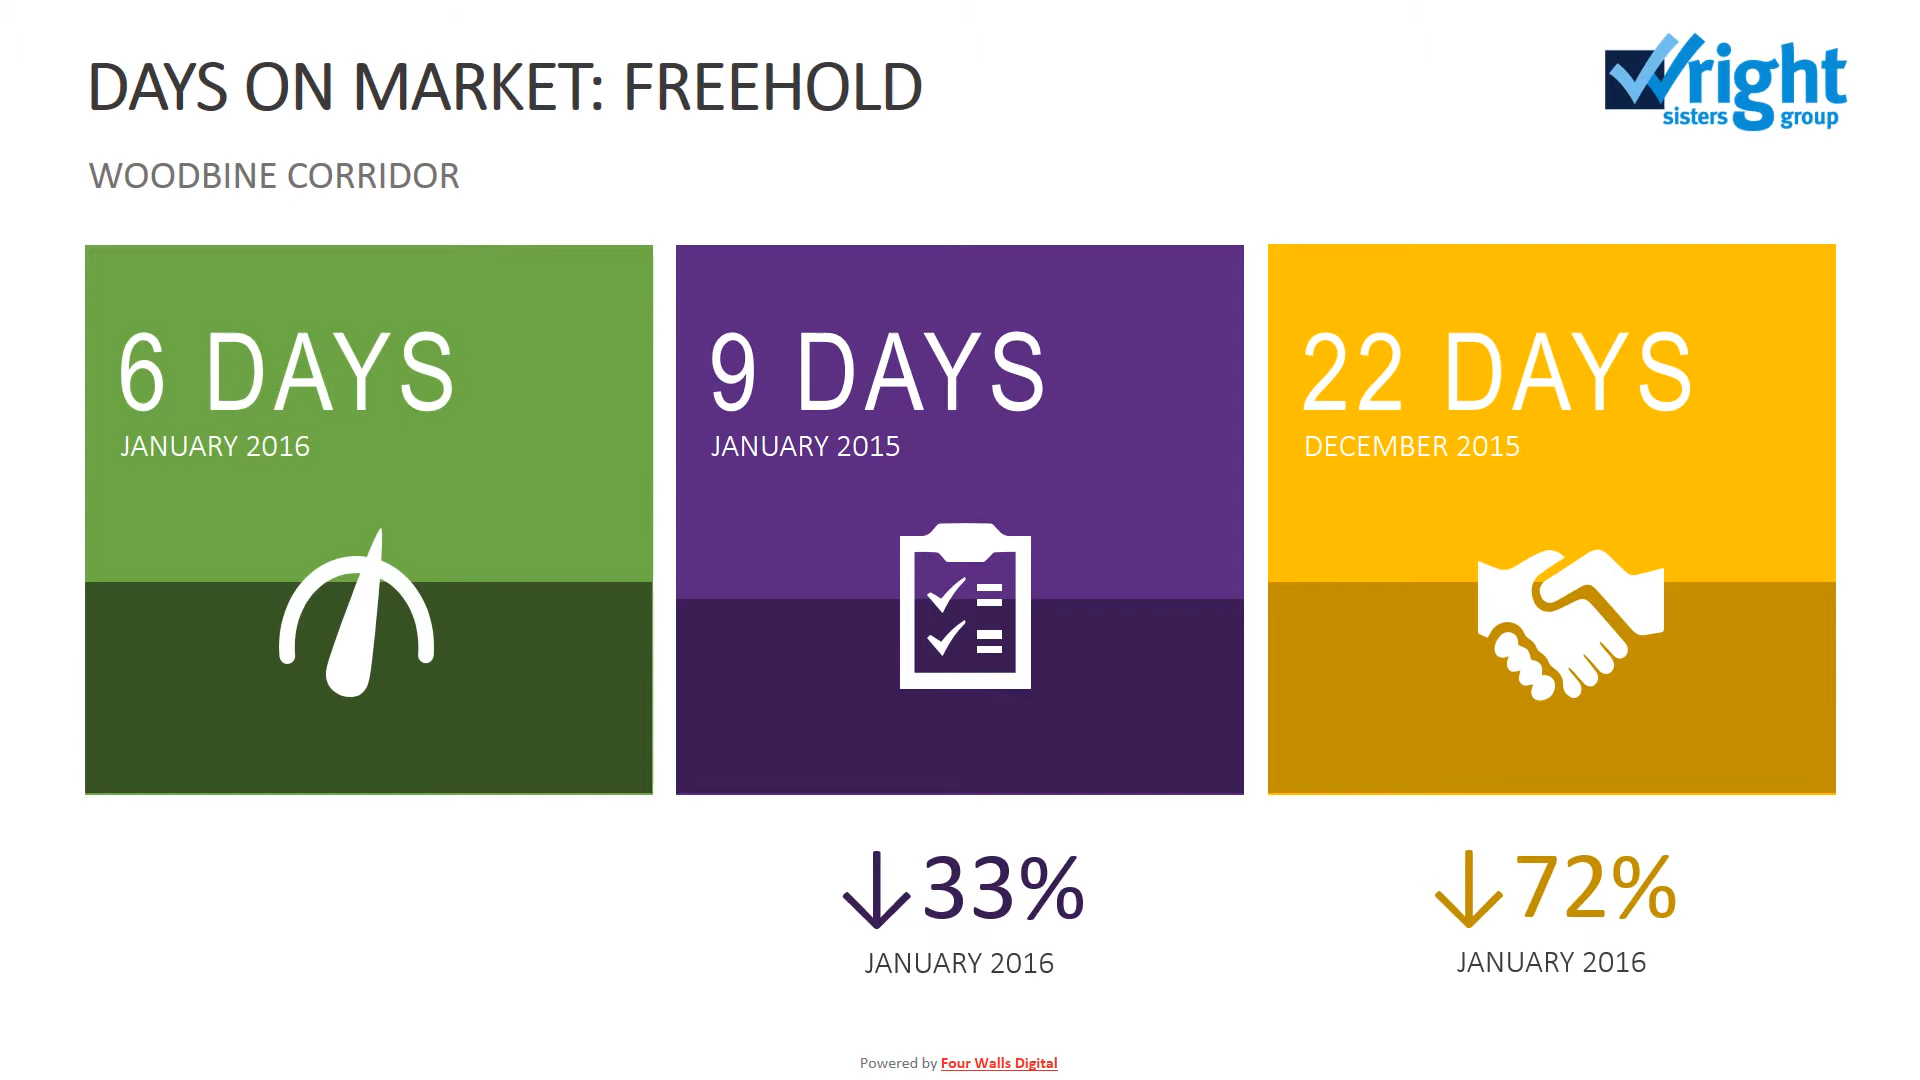 DAYS ON MARKET: FREEHOLD
Wright
sisters group
WOODBINE CORRIDOR
6 DAYS
JANUARY 2016
9 DAYS
JANUARY 2015
22 DAYS
DECEMBER 2015
↓33%
JANUARY 2016
↓72%
JANUARY 2016
Powered by Four Walls Digital